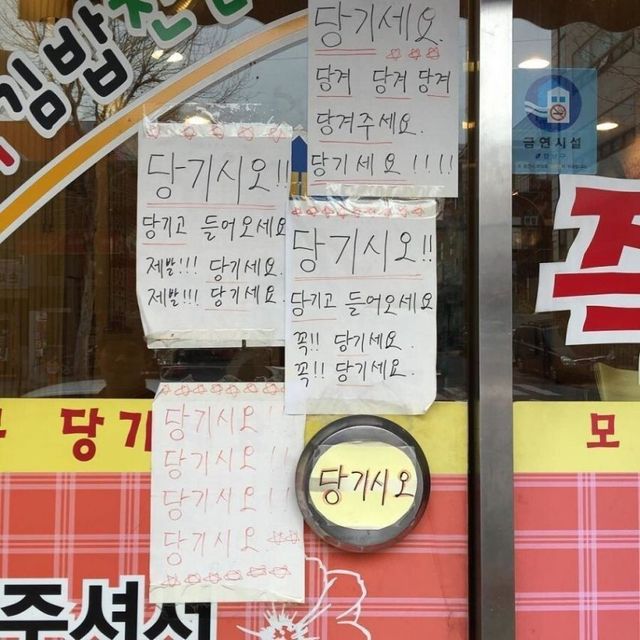 김밥천
당기세요.
당겨 당겨 당겨
당겨주세요.
당기세요!!!!
금연시설
당기시오!!
당기고 들어오세요
제발!!! 당기세요.
제발!!! 당기세요.
당기시오!!
당기고 들어오세요
꼭!! 당기세요.
꼭!! 당기세요.
당기
모
당기시오!!
당기시오!!
당기시오!!
당기시오
당기시오
주셔서